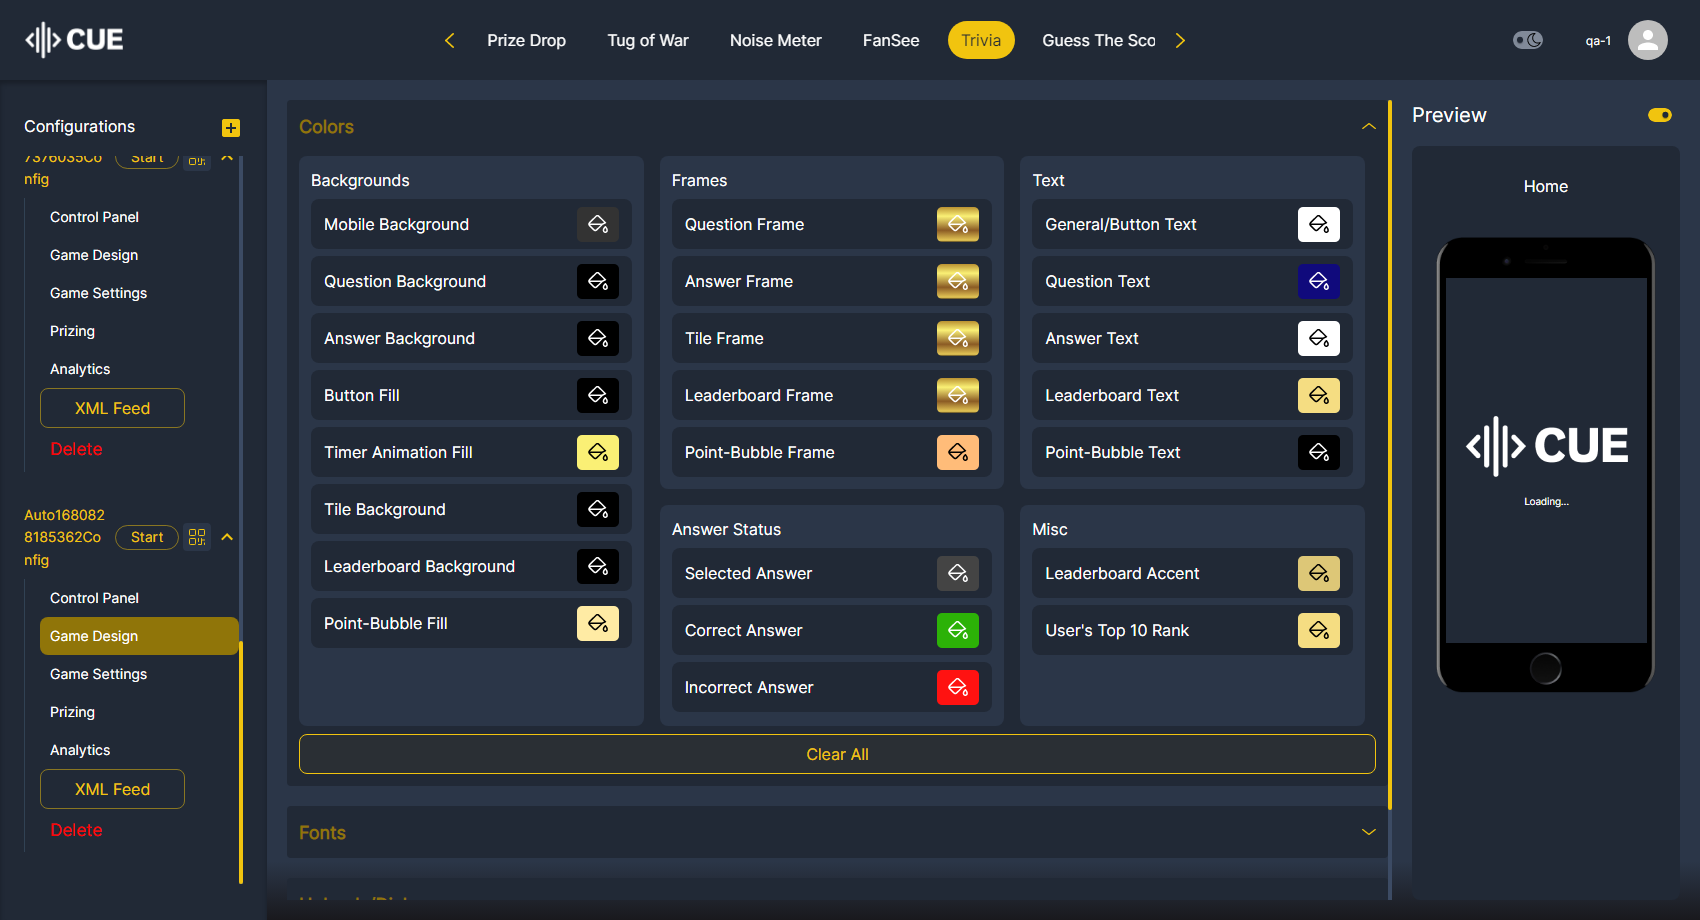 CUE
Prize Drop
Tug of War
Noise Meter
FanSee
Trivia
Guess The Sco
qa-1
Configurations
7376035Co
nfig
Start
Control Panel
Game Design
Game Settings
Prizing
Analytics
XML Feed
Delete
Auto168082
8185362Co
nfig
Start
Control Panel
Game Design
Game Settings
Prizing
Analytics
XML Feed
Delete
Colors
Backgrounds
Mobile Background
Question Background
Answer Background
Button Fill
Timer Animation Fill
Tile Background
Leaderboard Background
Point-Bubble Fill
Frames
Question Frame
Answer Frame
Tile Frame
Leaderboard Frame
Point-Bubble Frame
Text
General/Button Text
Question Text
Answer Text
Leaderboard Text
Point-Bubble Text
Answer Status
Selected Answer
Correct Answer
Incorrect Answer
Misc
Leaderboard Accent
User's Top 10 Rank
Clear All
Fonts
Preview
Home
CUE
Loading...